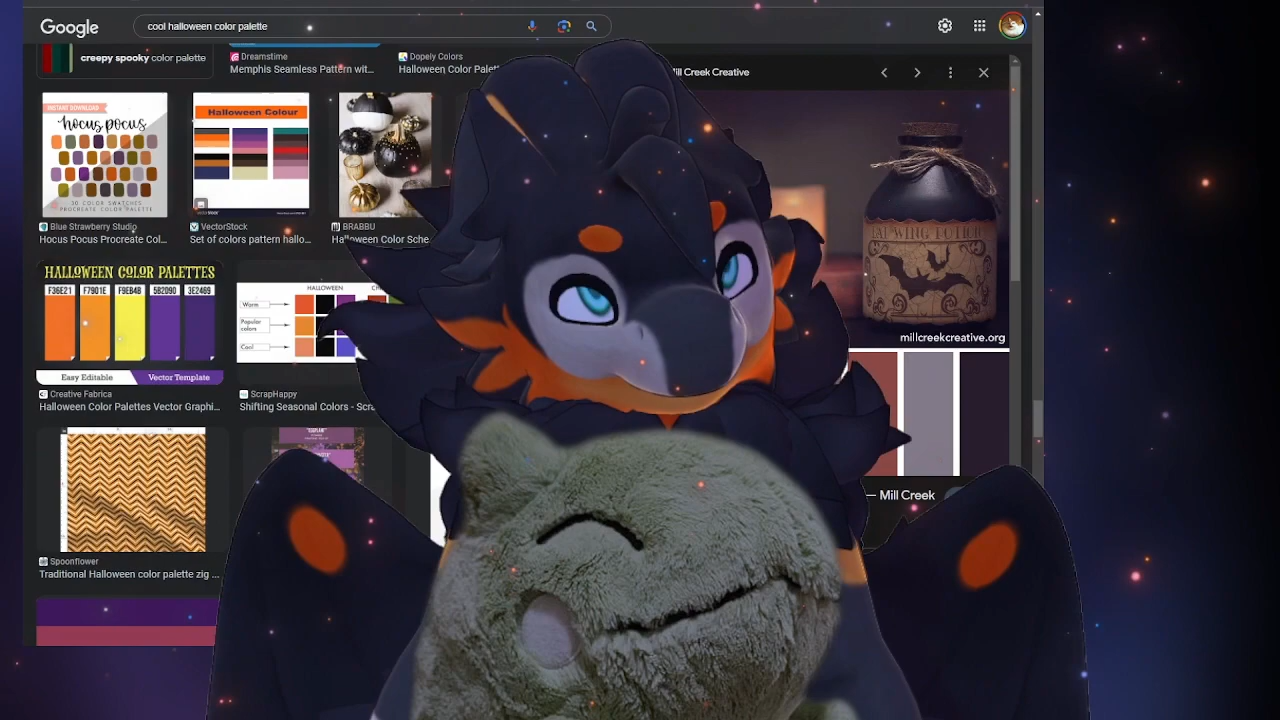 Google
cool halloween color palette
creepy spooky color palette
Dreamstime
Memphis Seamless Pattern wit...
Dopely Colors
Halloween Color Palet
Mill Creek Creative
INSTANT DOWNLOAD
hocus pocus
30 COLOR SWATCHES
PROCREATE COLOR PALETTE
Blue Strawberry Studio
Hocus Pocus Procreate Col...
Halloween Colour
VectorStock
Set of colors pattern hallo...
BRABBU
Halloween Color Sche
BATWING POTION
millcreekcreative.org
HALLOWEEN COLOR PALETTES
F36E21
F7901E
F9EB4B
5B2090
3E2469
Easy Editable
Vector Template
Creative Fabrica
Halloween Color Palettes Vector Graphi...
HALLOWEEN
Warm
Popular
colors
Cool
ScrapHappy
Shifting Seasonal Colors - Scra
Spoonflower
Traditional Halloween color palette zig ...
— Mill Creek